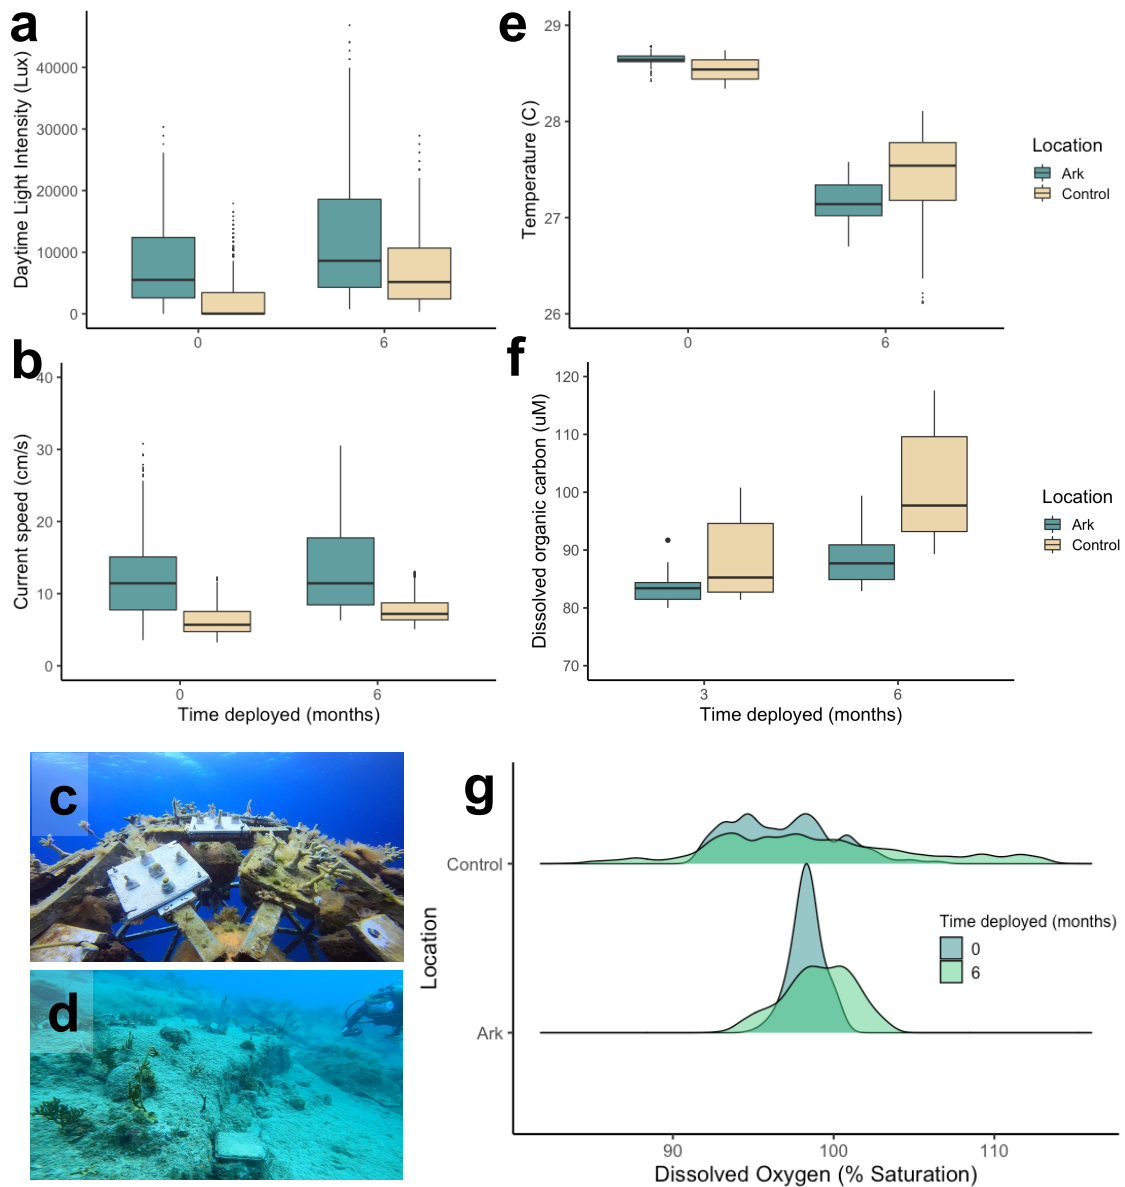 a
Daytime Light Intensity (Lux)
40000
30000
20000
10000
0
0 6
e
Temperature (C)
29
28
27
26
0 6
Location
Ark
Control
b
Current speed (cm/s)
40
30
20
10
0
0 6
Time deployed (months)
f
Dissolved organic carbon (uM)
120
110
100
90
80
70
3 6
Time deployed (months)
Location
Ark
Control
c
d
g
Location
Control
Ark
Time deployed (months)
0
6
90 100 110
Dissolved Oxygen (% Saturation)